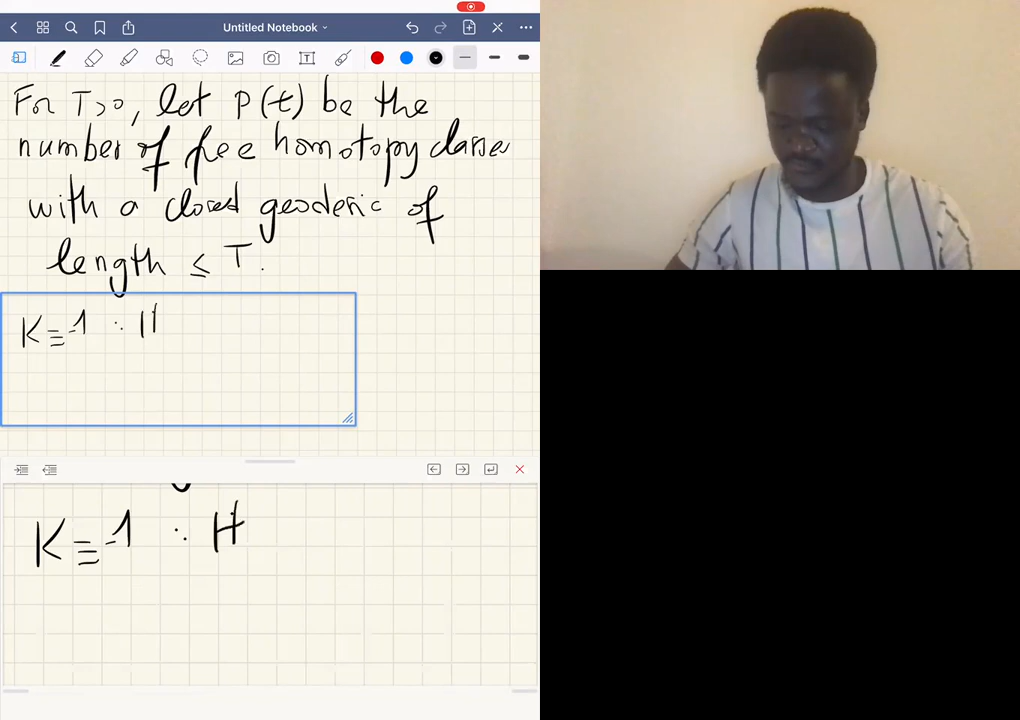 Untitled Notebook
For T>0, let P(t) be the
number of free homotopy classes
with a closed geodesic of
length ≤ T.
K≡-1 : H
K≡-1 : H